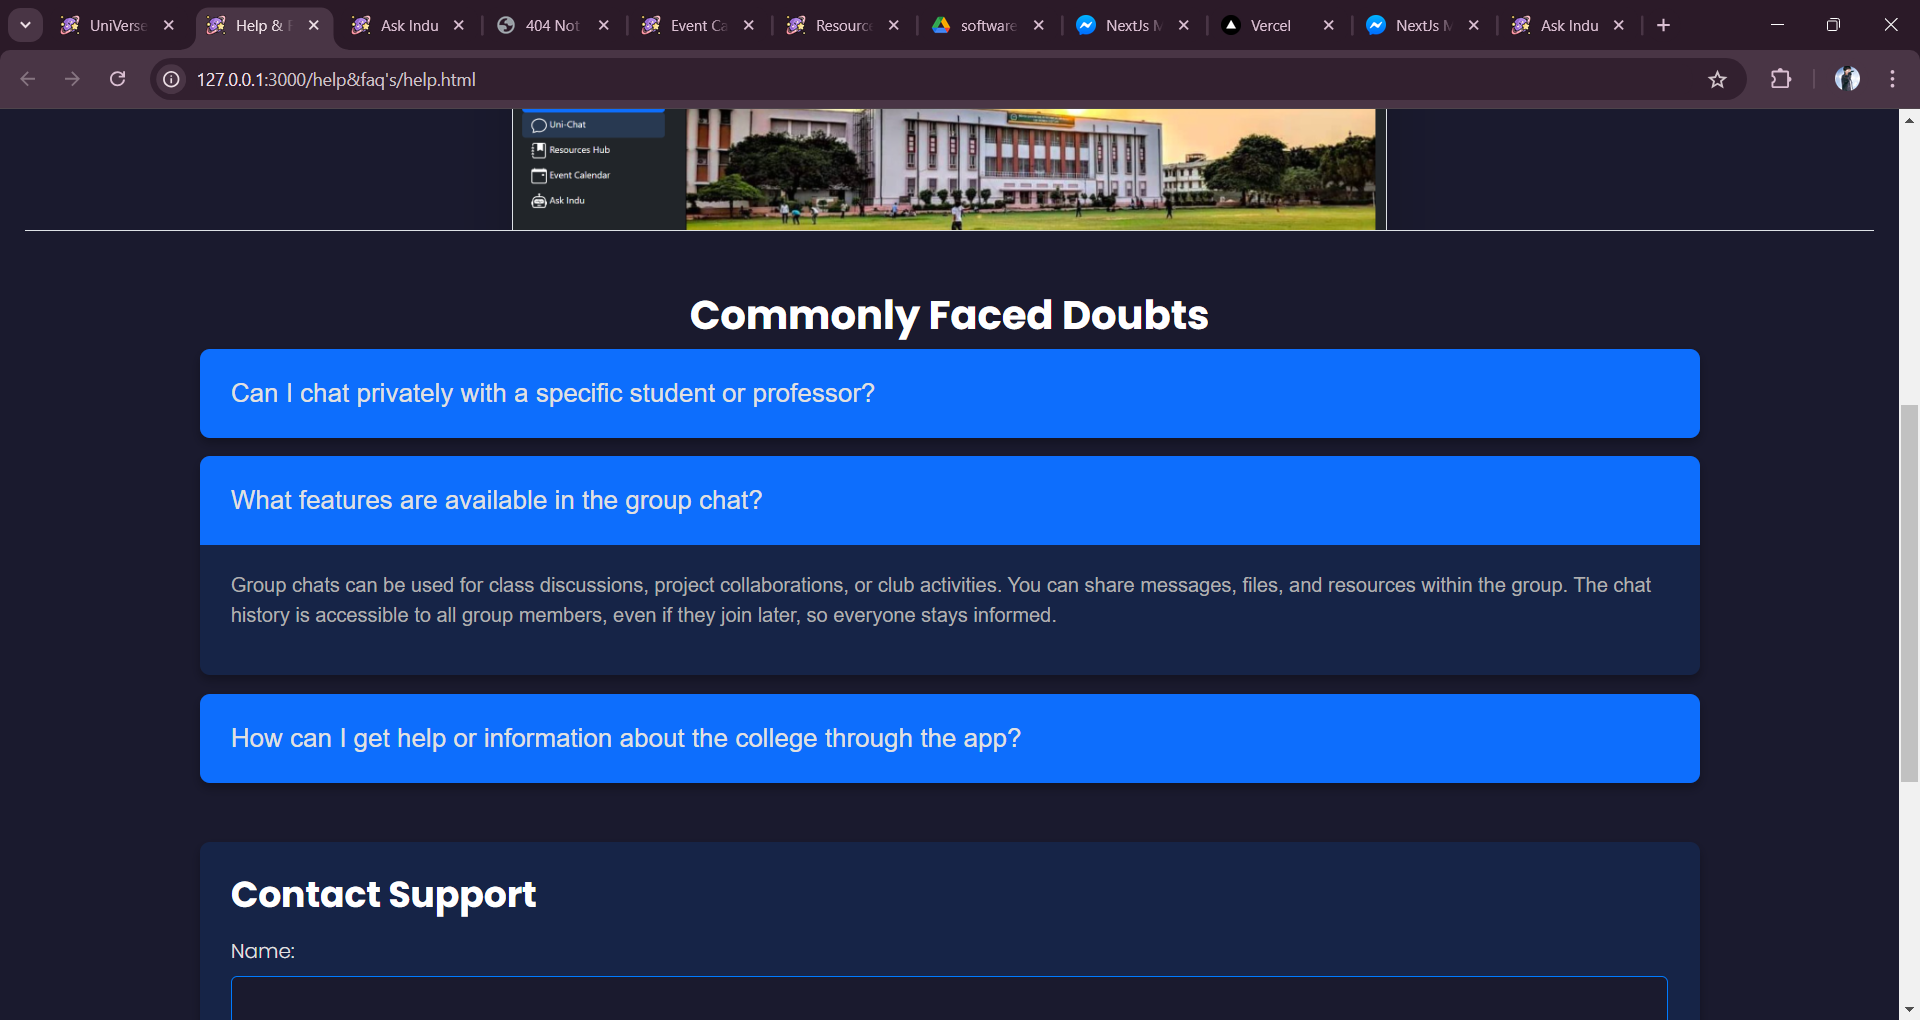 UniVerse
Help &
Ask Indu
404 Not
Event Ca
Resource
software
NextJs M
Vercel
NextJs M
Ask Indu
127.0.0.1:3000/help&faq's/help.html
Uni-Chat
Resources Hub
Event Calendar
Ask Indu
Commonly Faced Doubts
Can I chat privately with a specific student or professor?
What features are available in the group chat?
Group chats can be used for class discussions, project collaborations, or club activities. You can share messages, files, and resources within the group. The chat
history is accessible to all group members, even if they join later, so everyone stays informed.
How can I get help or information about the college through the app?
Contact Support
Name: